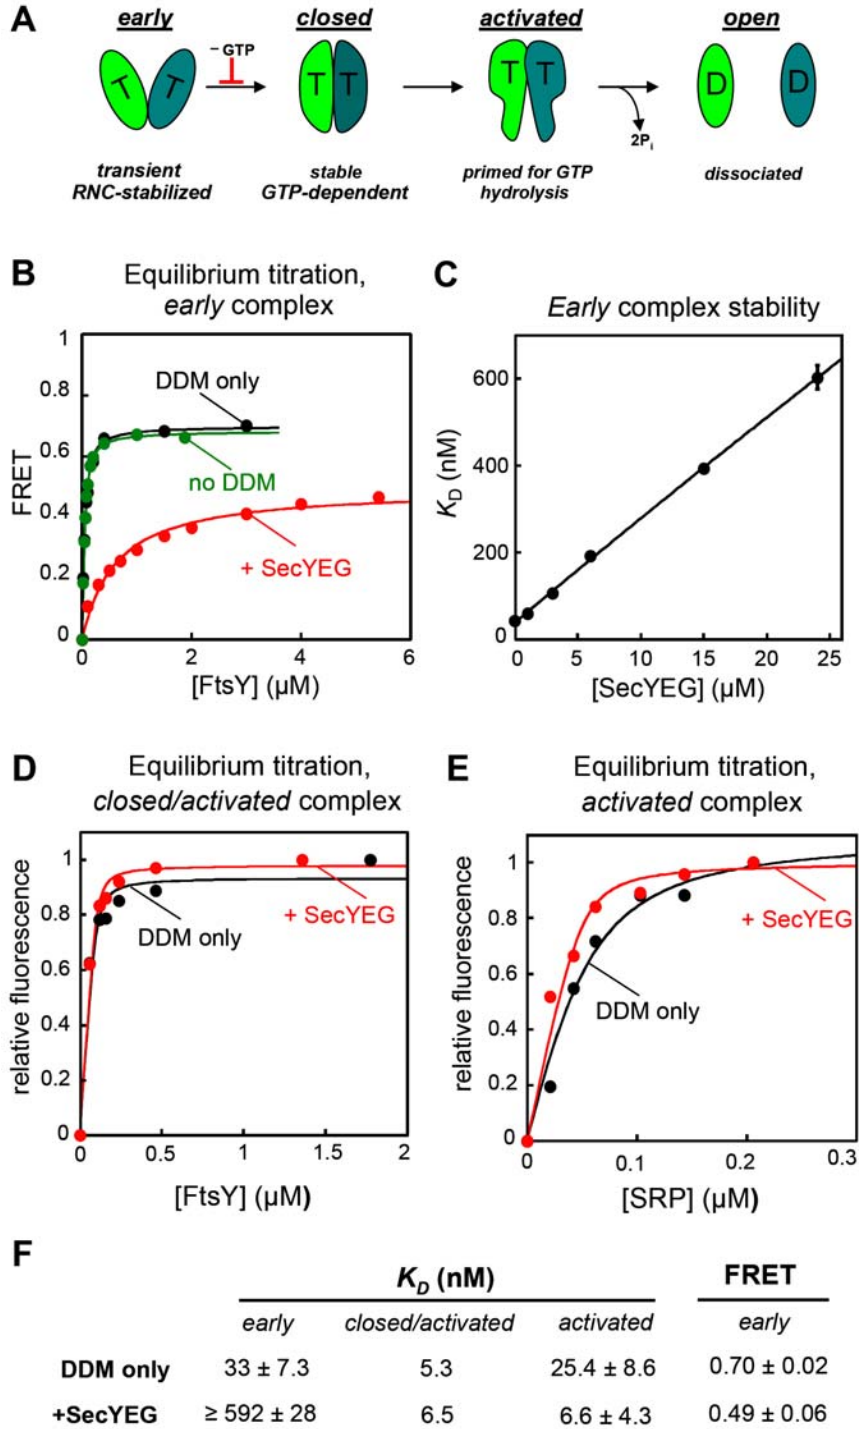 A
early
closed
activated
open
– GTP
T T
T T
T T
D D
2Pi
transient
RNC-stabilized
stable
GTP-dependent
primed for GTP
hydrolysis
dissociated
B
Equilibrium titration,
early complex
1
0.8
0.6
0.4
0.2
0
FRET
DDM only
no DDM
+ SecYEG
0 2 4 6
[FtsY] (μM)
C
Early complex stability
600
400
200
0
KD (nM)
0 5 10 15 20 25
[SecYEG] (μM)
D
Equilibrium titration,
closed/activated complex
1
0.8
0.6
0.4
0.2
0
relative fluorescence
+ SecYEG
DDM only
0 0.5 1 1.5 2
[FtsY] (μM)
E
Equilibrium titration,
activated complex
1
0.8
0.6
0.4
0.2
0
relative fluorescence
+ SecYEG
DDM only
0 0.1 0.2 0.3
[SRP] (μM)
F
KD (nM) FRET
early closed/activated activated early
DDM only 33 ± 7.3 5.3 25.4 ± 8.6 0.70 ± 0.02
+SecYEG ≥ 592 ± 28 6.5 6.6 ± 4.3 0.49 ± 0.06